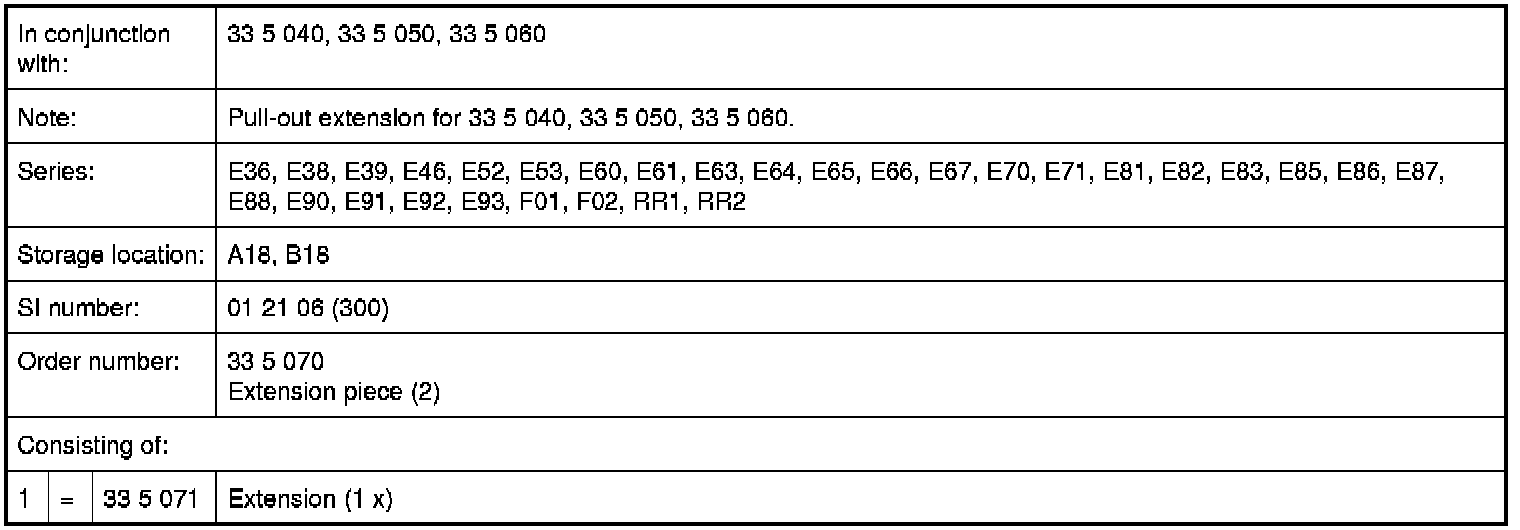 In conjunction with: 33 5 040, 33 5 050, 33 5 060
Note: Pull-out extension for 33 5 040, 33 5 050, 33 5 060.
Series: E36, E38, E39, E46, E52, E53, E60, E61, E63, E64, E65, E66, E67, E70, E71, E81, E82, E83, E85, E86, E87,
E88, E90, E91, E92, E93, F01, F02, RR1, RR2
Storage location: A18, B18
SI number: 01 21 06 (300)
Order number: 33 5 070
Extension piece (2)
Consisting of:
1 = 33 5 071 Extension (1 x)